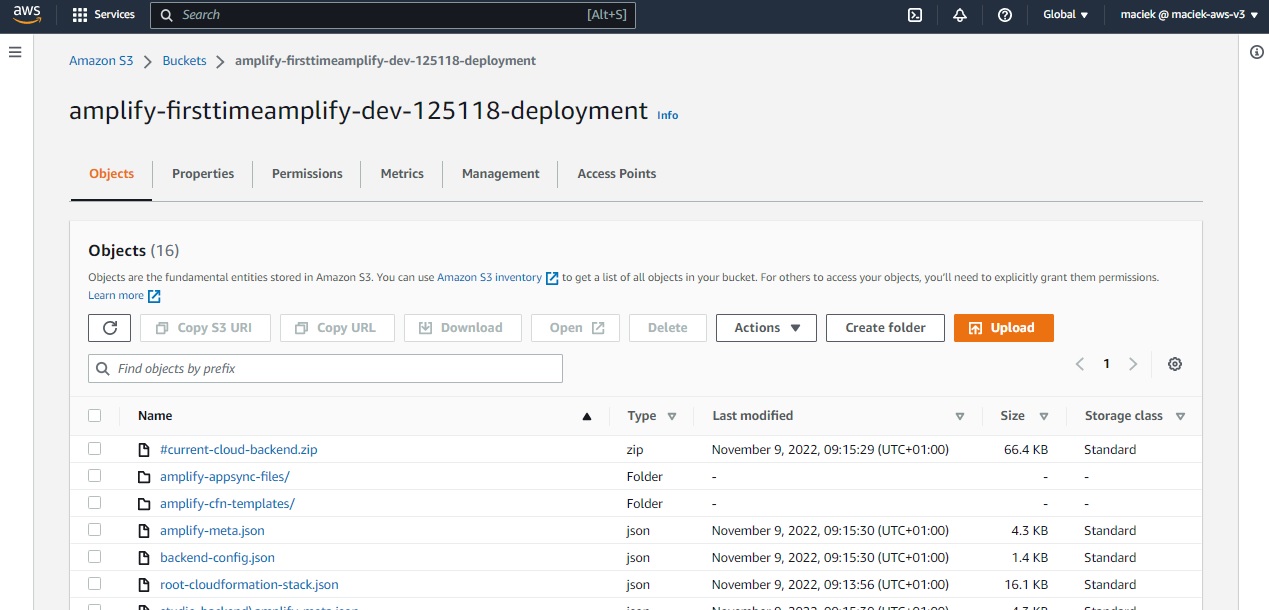 aws Services Search [Alt+S] Global maciek @ maciek-aws-v3
Amazon S3 Buckets amplify-firsttimeamplify-dev-125118-deployment
amplify-firsttimeamplify-dev-125118-deployment Info
Objects Properties Permissions Metrics Management Access Points
Objects (16)
Objects are the fundamental entities stored in Amazon S3. You can use Amazon S3 inventory to get a list of all objects in your bucket. For others to access your objects, you'll need to explicitly grant them permissions.
Learn more
Copy S3 URI Copy URL Download Open Delete Actions Create folder Upload
Find objects by prefix 1
Name Type Last modified Size Storage class
#current-cloud-backend.zip zip November 9, 2022, 09:15:29 (UTC+01:00) 66.4 KB Standard
amplify-appsync-files/ Folder - - -
amplify-cfn-templates/ Folder - - -
amplify-meta.json json November 9, 2022, 09:15:30 (UTC+01:00) 4.3 KB Standard
backend-config.json json November 9, 2022, 09:15:30 (UTC+01:00) 1.4 KB Standard
root-cloudformation-stack.json json November 9, 2022, 09:13:56 (UTC+01:00) 16.1 KB Standard